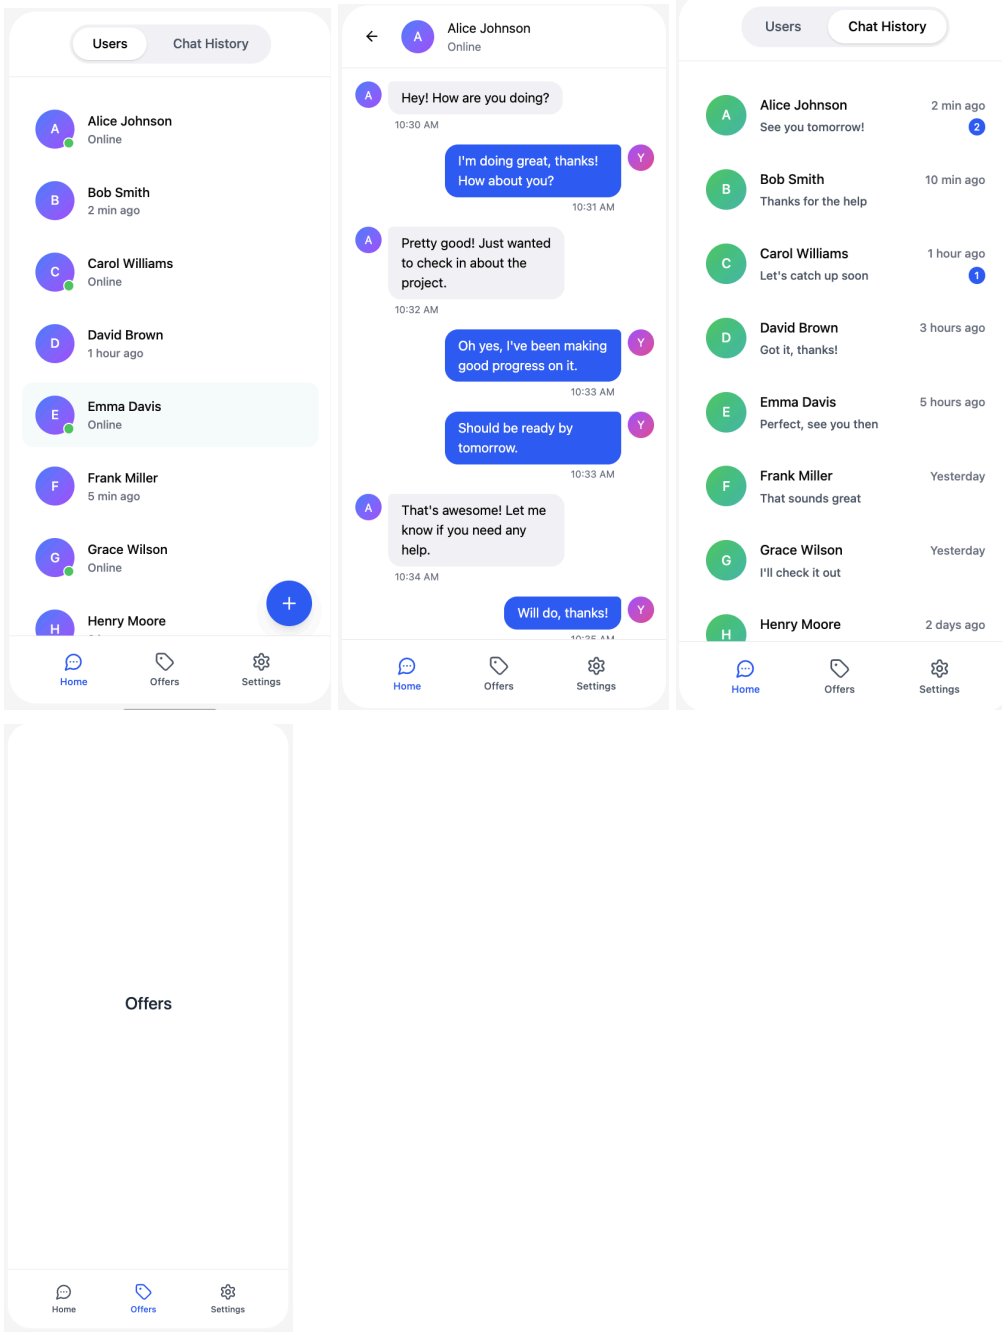 Users
Chat History
A
Alice Johnson
Online
B
Bob Smith
2 min ago
C
Carol Williams
Online
D
David Brown
1 hour ago
E
Emma Davis
Online
F
Frank Miller
5 min ago
G
Grace Wilson
Online
H
Henry Moore
Home
Offers
Settings
A
Alice Johnson
Online
A
Hey! How are you doing?
10:30 AM
I'm doing great, thanks!
How about you?
Y
10:31 AM
A
Pretty good! Just wanted
to check in about the
project.
10:32 AM
Oh yes, I've been making
good progress on it.
Y
10:33 AM
Should be ready by
tomorrow.
Y
10:33 AM
A
That's awesome! Let me
know if you need any
help.
10:34 AM
Will do, thanks!
Y
10:35 AM
Home
Offers
Settings
Users
Chat History
A
Alice Johnson
2 min ago
See you tomorrow!
2
B
Bob Smith
10 min ago
Thanks for the help
C
Carol Williams
1 hour ago
Let's catch up soon
1
D
David Brown
3 hours ago
Got it, thanks!
E
Emma Davis
5 hours ago
Perfect, see you then
F
Frank Miller
Yesterday
That sounds great
G
Grace Wilson
Yesterday
I'll check it out
H
Henry Moore
2 days ago
Home
Offers
Settings
Offers
Home
Offers
Settings